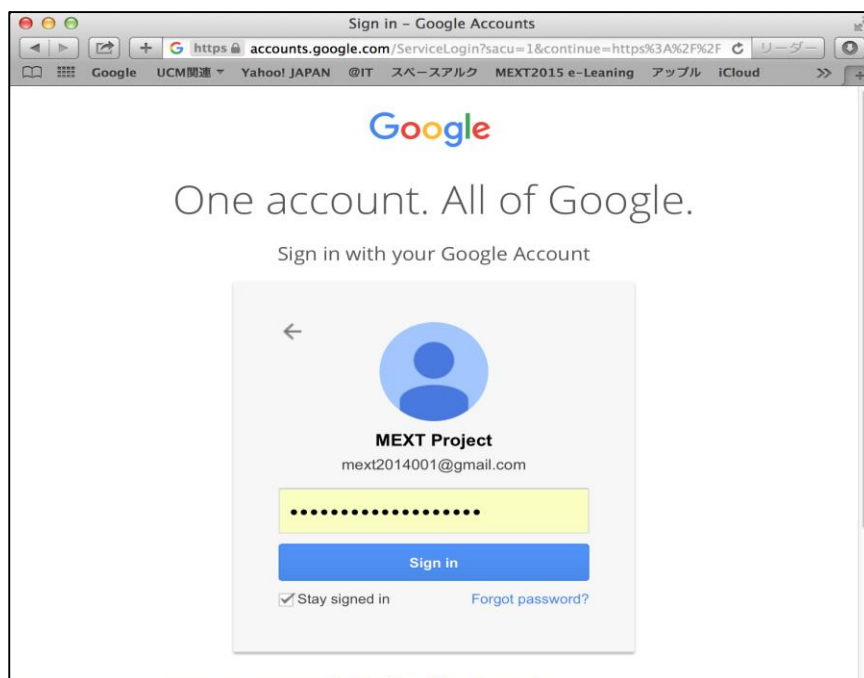 Sign in – Google Accounts
https accounts.google.com/ServiceLogin?sacu=1&continue=https%3A%2F%2F リーダー
Google UCM関連 Yahoo! JAPAN @IT スペースアルク MEXT2015 e-Leaning アップル iCloud >>
Google
One account. All of Google.
Sign in with your Google Account
MEXT Project
mext2014001@gmail.com
•••••••••••••••••••
Sign in
Stay signed in Forgot password?